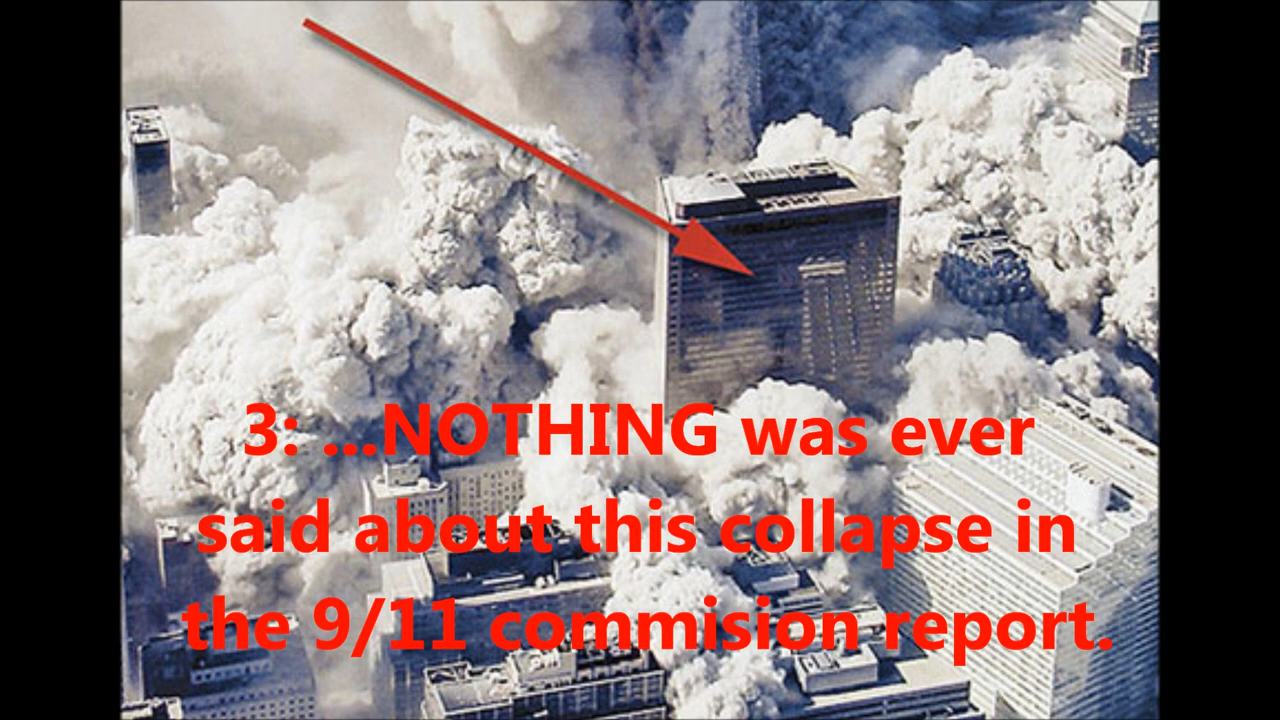 3: ...NOTHING was ever
said about this collapse in
the 9/11 commision report.